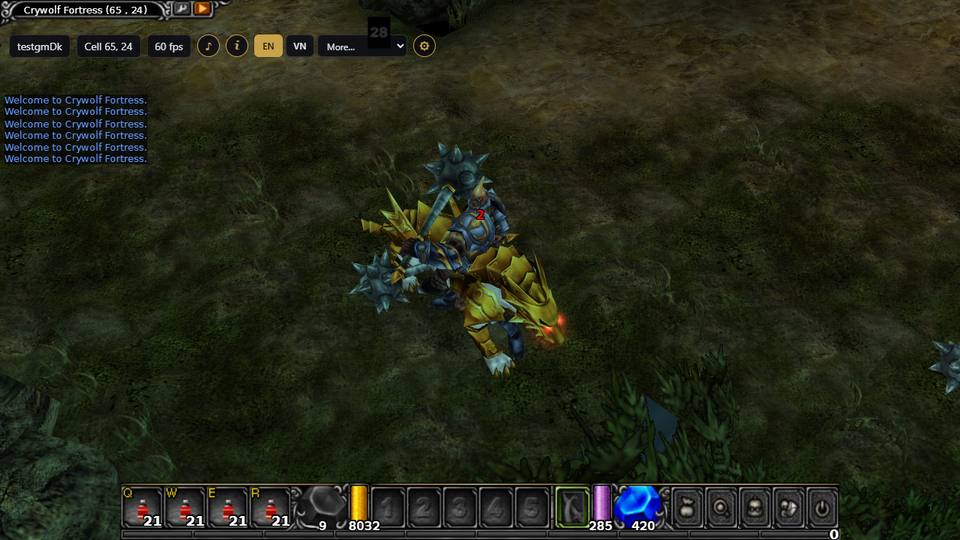 Crywolf Fortress (65 , 24)
28
testgmDk Cell 65, 24 60 fps EN VN More...
Welcome to Crywolf Fortress.
Welcome to Crywolf Fortress.
Welcome to Crywolf Fortress.
Welcome to Crywolf Fortress.
Welcome to Crywolf Fortress.
Welcome to Crywolf Fortress.
2
Q W E R
1 2 3 4 5
21 21 21 21 9 8032 285 420
0